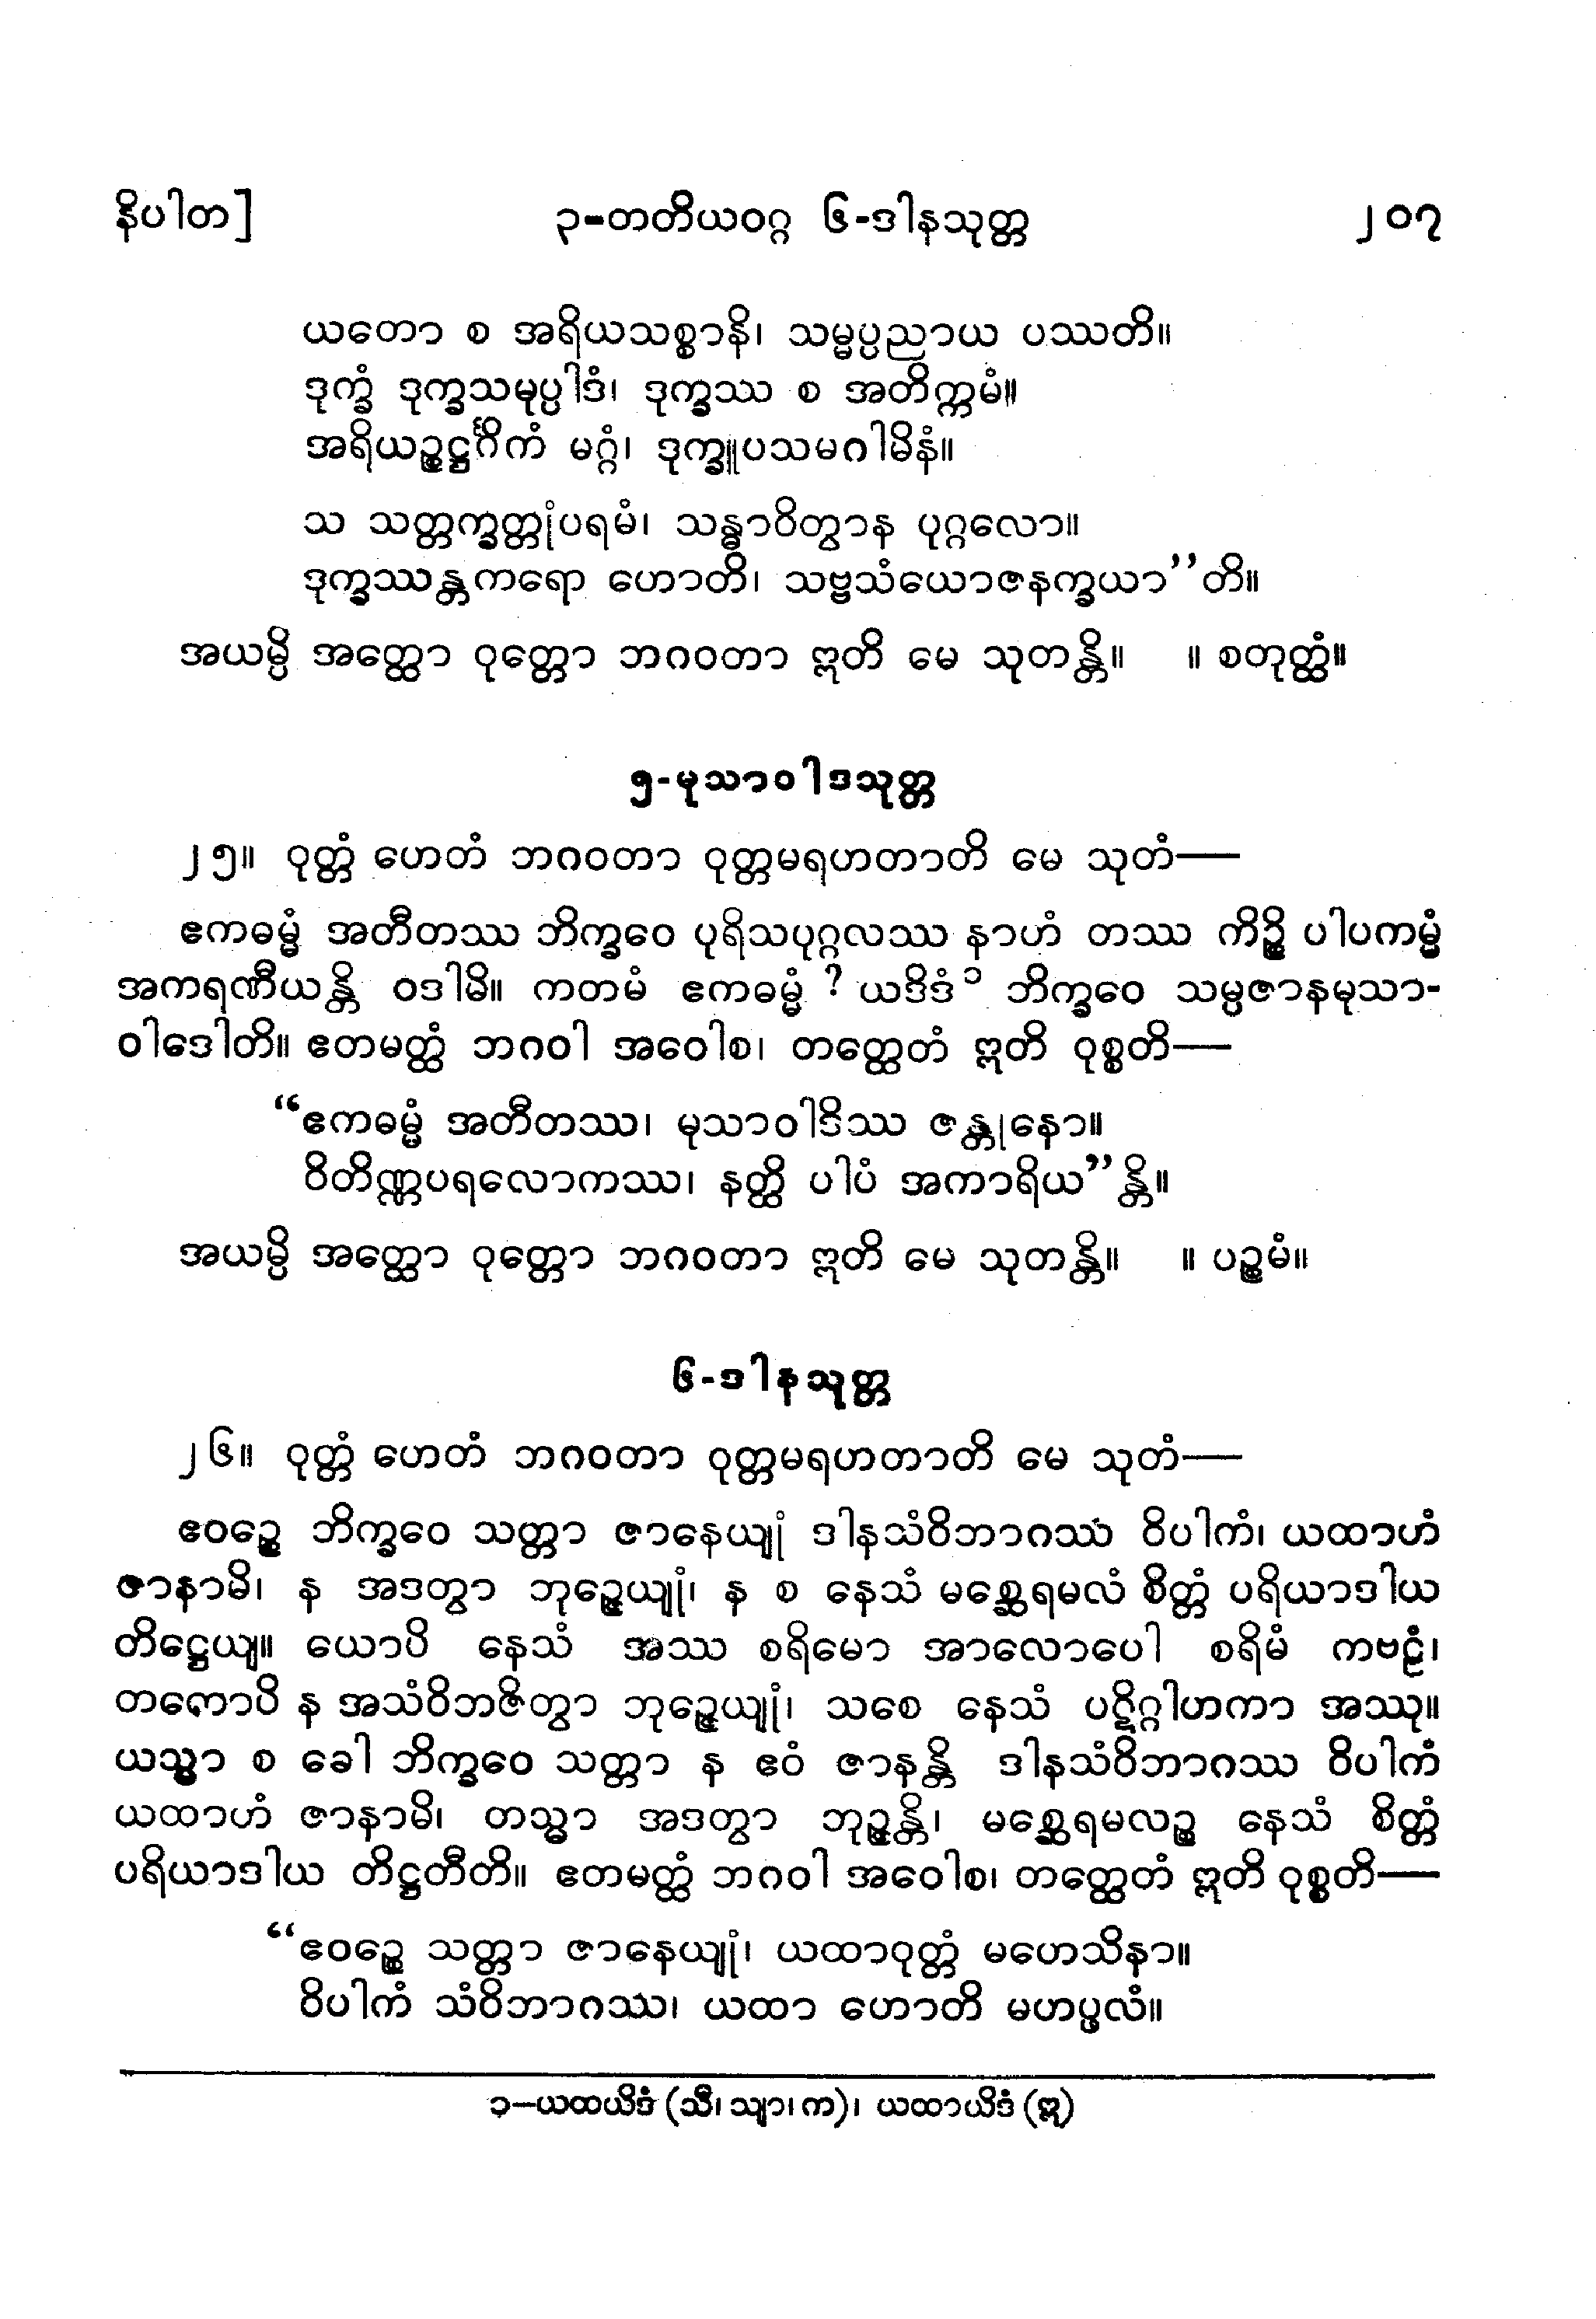 နိပါတ]
၃-တတိယဝဂ္ဂ ၆-ဒါနသုတ္တ
၂၀၇
ယတော စ အရိယသစ္စာနိ၊ သမ္မပ္ပညာယ ပဿတိ။
ဒုက္ခံ ဒုက္ခသမုပ္ပါဒံ၊ ဒုက္ခဿ စ အတိက္ကမံ။
အရိယဉ္စဋ္ဌင်္ဂိကံ မဂ္ဂံ၊ ဒုက္ခူပသမဂါမိနံ။
သ သတ္တက္ခတ္တုံပရမံ၊ သန္ဓာဝိတွာန ပုဂ္ဂလော။
ဒုက္ခဿန္တကရော ဟောတိ၊ သဗ္ဗသံယောဇနက္ခယာ”တိ။
အယမ္ပိ အတ္ထော ဝုတ္တော ဘဂဝတာ ဣတိ မေ သုတန္တိ။ ။ စတုတ္ထံ။
၅-မုသာဝါဒသုတ္တ
၂၅။ ဝုတ္တံ ဟေတံ ဘဂဝတာ ဝုတ္တမရဟတာတိ မေ သုတံ—
ဧကဓမ္မံ အတီတဿ ဘိက္ခဝေ ပုရိသပုဂ္ဂလဿ နာဟံ တဿ ကိဉ္စိ ပါပကမ္မံ
အကရဏီယန္တိ ဝဒါမိ။ ကတမံ ဧကဓမ္မံ ? ယဒိဒံ ၁ ဘိက္ခဝေ သမ္ပဇာနမုသာ-
ဝါဒေါတိ။ ဧတမတ္ထံ ဘဂဝါ အဝေါစ၊ တတ္ထေတံ ဣတိ ဝုစ္စတိ—
“ဧကဓမ္မံ အတီတဿ၊ မုသာဝါဒိဿ ဇန္တုနော။
ဝိတိဏ္ဏပရလောကဿ၊ နတ္ထိ ပါပံ အကာရိယ”န္တိ။
အယမ္ပိ အတ္ထော ဝုတ္တော ဘဂဝတာ ဣတိ မေ သုတန္တိ။ ။ ပဉ္စမံ။
၆-ဒါနသုတ္တ
၂၆။ ဝုတ္တံ ဟေတံ ဘဂဝတာ ဝုတ္တမရဟတာတိ မေ သုတံ—
ဧဝဉ္စေ ဘိက္ခဝေ သတ္တာ ဇာနေယျုံ ဒါနသံဝိဘာဂဿ ဝိပါကံ၊ ယထာဟံ
ဇာနာမိ၊ န အဒတွာ ဘုဉ္ဇေယျုံ၊ န စ နေသံ မစ္ဆေရမလံ စိတ္တံ ပရိယာဒါယ
တိဋ္ဌေယျ။ ယောပိ နေသံ အဿ စရိမော အာလောပေါ စရိမံ ကဗဠံ၊
တတောပိ န အသံဝိဘဇိတွာ ဘုဉ္ဇေယျုံ၊ သစေ နေသံ ပဋိဂ္ဂါဟကာ အဿု။
ယသ္မာ စ ခေါ ဘိက္ခဝေ သတ္တာ န ဧဝံ ဇာနန္တိ ဒါနသံဝိဘာဂဿ ဝိပါကံ
ယထာဟံ ဇာနာမိ၊ တသ္မာ အဒတွာ ဘုဉ္ဇန္တိ၊ မစ္ဆေရမလဉ္စ နေသံ စိတ္တံ
ပရိယာဒါယ တိဋ္ဌတီတိ။ ဧတမတ္ထံ ဘဂဝါ အဝေါစ၊ တတ္ထေတံ ဣတိ ဝုစ္စတိ—
“ဧဝဉ္စေ သတ္တာ ဇာနေယျုံ၊ ယထာဝုတ္တံ မဟေသိနာ။
ဝိပါကံ သံဝိဘာဂဿ၊ ယထာ ဟောတိ မဟပ္ဖလံ။
၁—ယထယိဒံ (သီ၊ သျာ၊ က)၊ ယထာယိဒံ (ဣ)